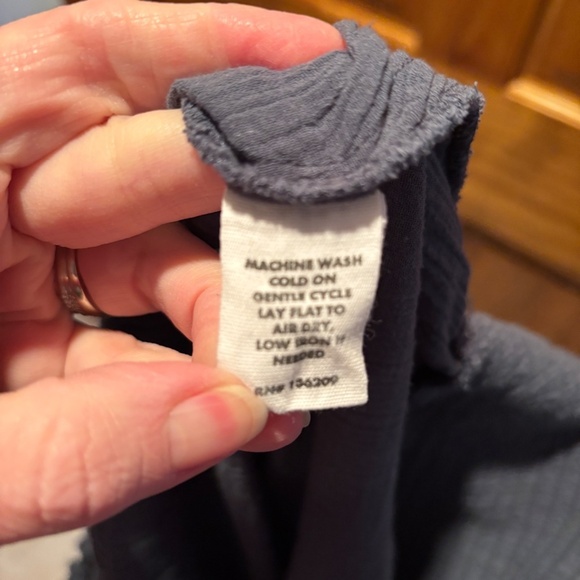 MACHINE WASH
COLD ON
GENTLE CYCLE
LAY FLAT TO
AIR DRY,
LOW IRON IF
NEEDED
RN# 136209